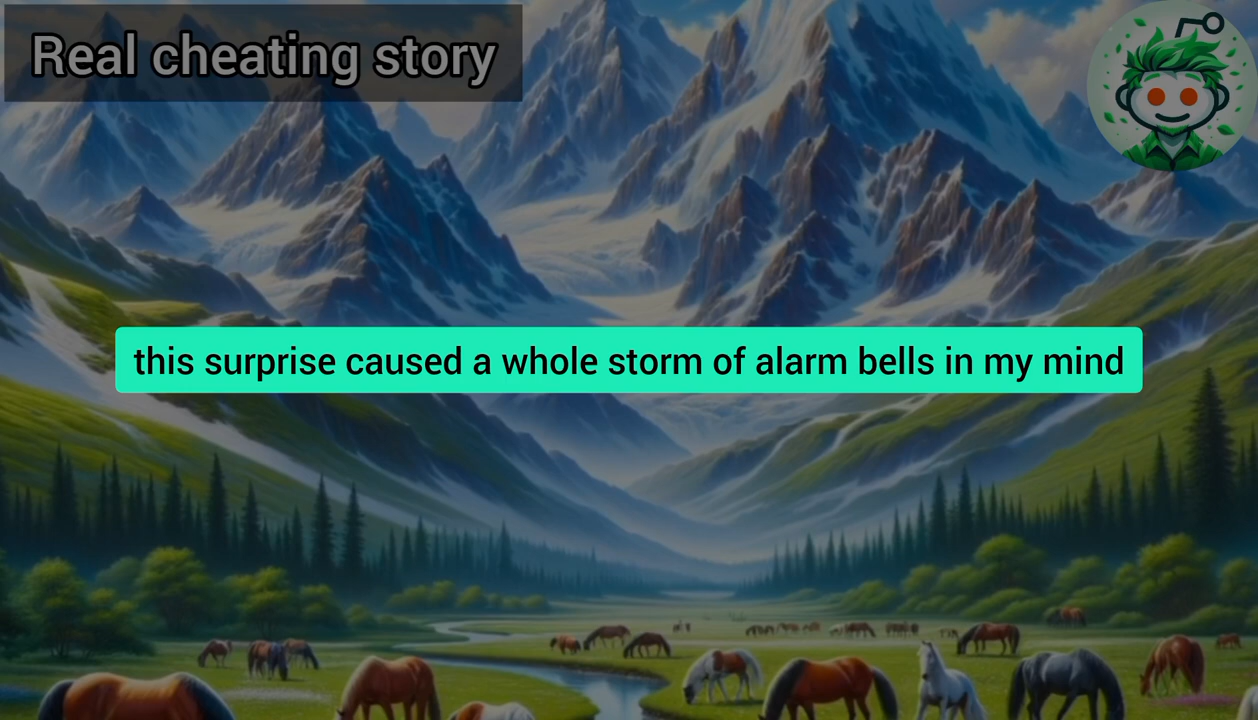 Real cheating story
this surprise caused a whole storm of alarm bells in my mind